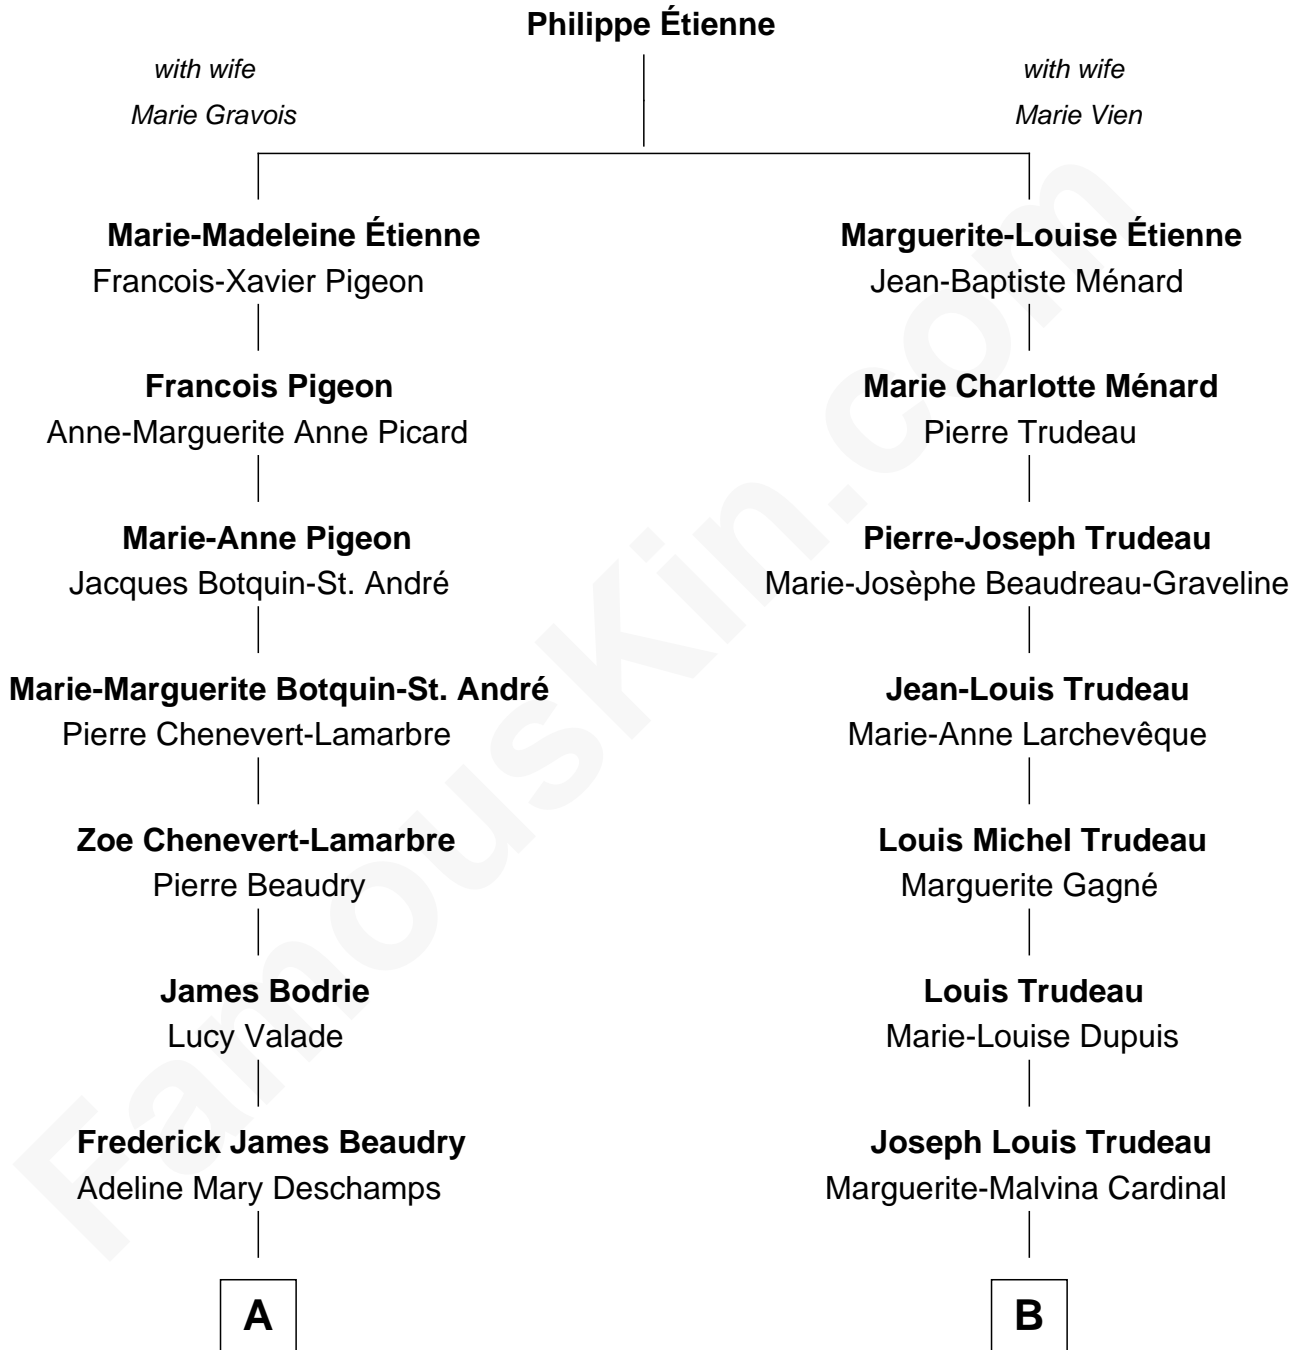 Philippe Étienne
with wife
Marie Gravois
with wife
Marie Vien
Marie-Madeleine Étienne
Francois-Xavier Pigeon
Marguerite-Louise Étienne
Jean-Baptiste Ménard
Francois Pigeon
Anne-Marguerite Anne Picard
Marie Charlotte Ménard
Pierre Trudeau
Marie-Anne Pigeon
Jacques Botquin-St. André
Pierre-Joseph Trudeau
Marie-Josèphe Beaudreau-Graveline
Marie-Marguerite Botquin-St. André
Pierre Chenevert-Lamarbre
Jean-Louis Trudeau
Marie-Anne Larchevêque
Zoe Chenevert-Lamarbre
Pierre Beaudry
Louis Michel Trudeau
Marguerite Gagné
James Bodrie
Lucy Valade
Louis Trudeau
Marie-Louise Dupuis
Frederick James Beaudry
Adeline Mary Deschamps
Joseph Louis Trudeau
Marguerite-Malvina Cardinal
A
B
FamousKin.com